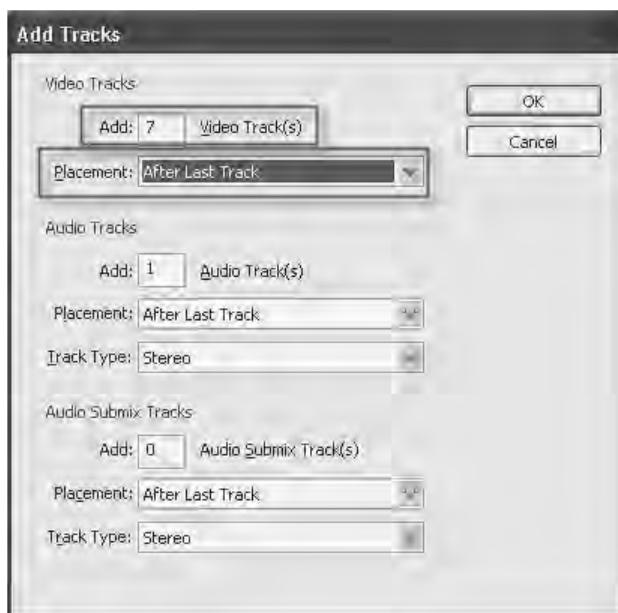 Add Tracks
Video Tracks
Add: 7 Video Track(s)
Placement: After Last Track
Audio Tracks
Add: 1 Audio Track(s)
Placement: After Last Track
Track Type: Stereo
Audio Submix Tracks
Add: 0 Audio Submix Track(s)
Placement: After Last Track
Track Type: Stereo
OK
Cancel